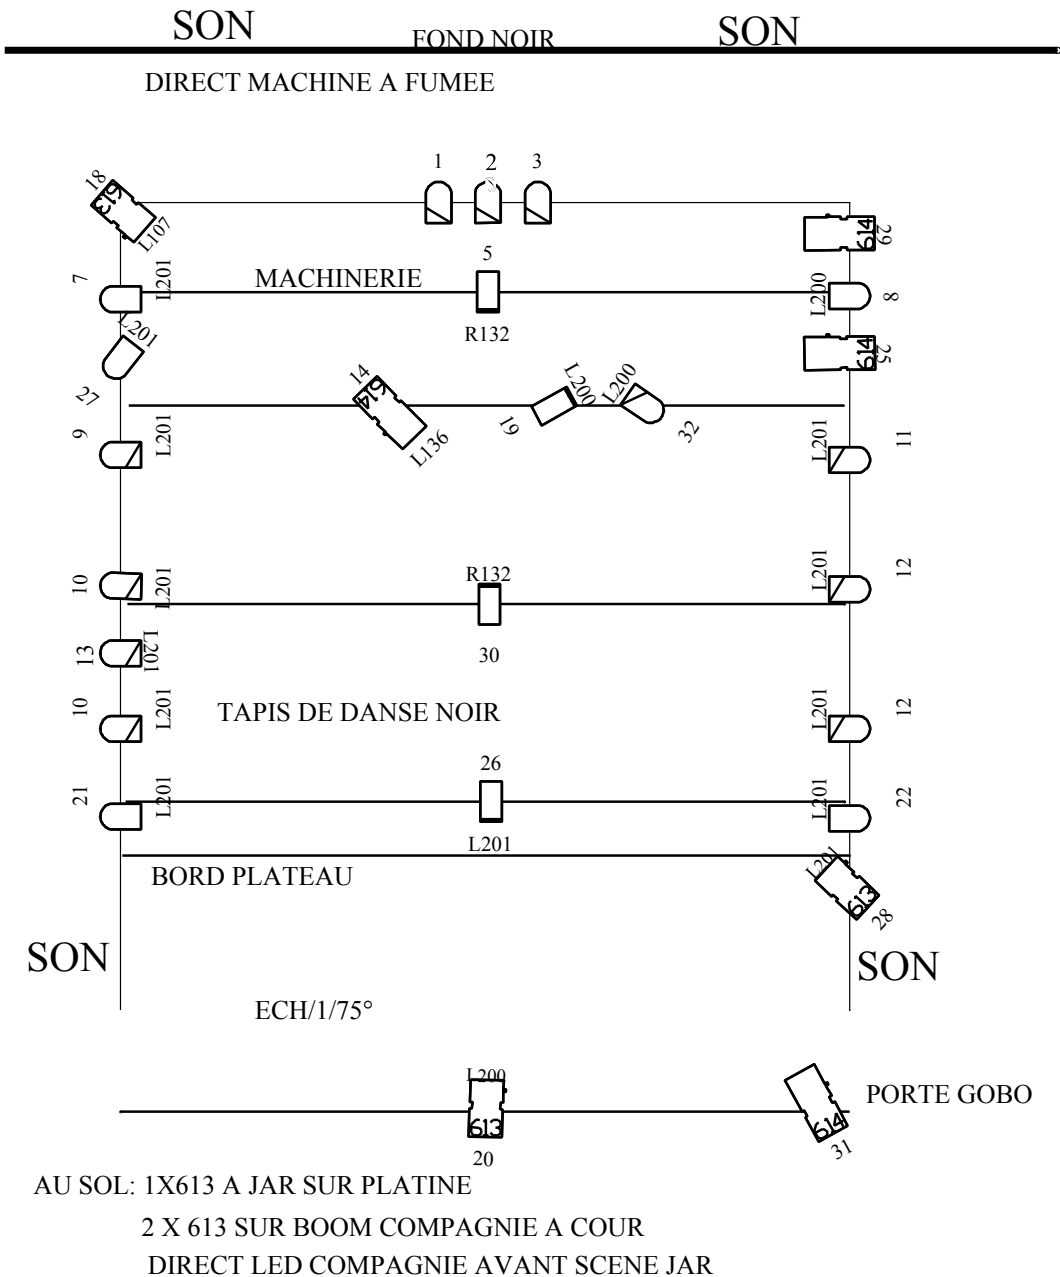 SON
SON
FOND NOIR
DIRECT MACHINE A FUMEE
1
2
3
18
613
L107
614
29
5
7
L201
MACHINERIE
L200
8
R132
L201
27
614
25
14
614
L136
L200
19
L200
32
9
L201
L201
11
R132
10
L201
L201
12
30
13
L201
10
L201
TAPIS DE DANSE NOIR
L201
12
26
21
L201
L201
22
L201
BORD PLATEAU
L201
613
28
SON
SON
ECH/1/75°
L200
613
20
PORTE GOBO
614
31
AU SOL: 1X613 A JAR SUR PLATINE
2 X 613 SUR BOOM COMPAGNIE A COUR
DIRECT LED COMPAGNIE AVANT SCENE JAR